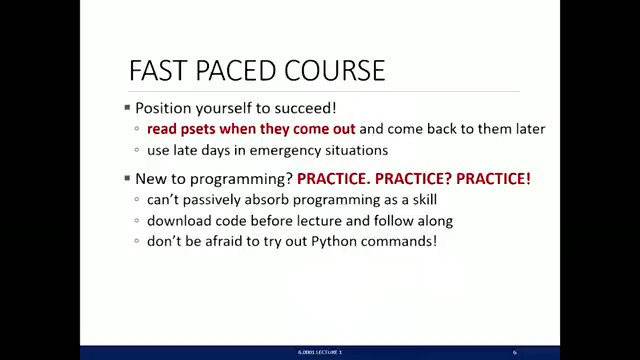 FAST PACED COURSE
▪ Position yourself to succeed!
◦ read psets when they come out and come back to them later
◦ use late days in emergency situations
▪ New to programming? PRACTICE. PRACTICE? PRACTICE!
◦ can't passively absorb programming as a skill
◦ download code before lecture and follow along
◦ don't be afraid to try out Python commands!
6.0001 LECTURE 1
6